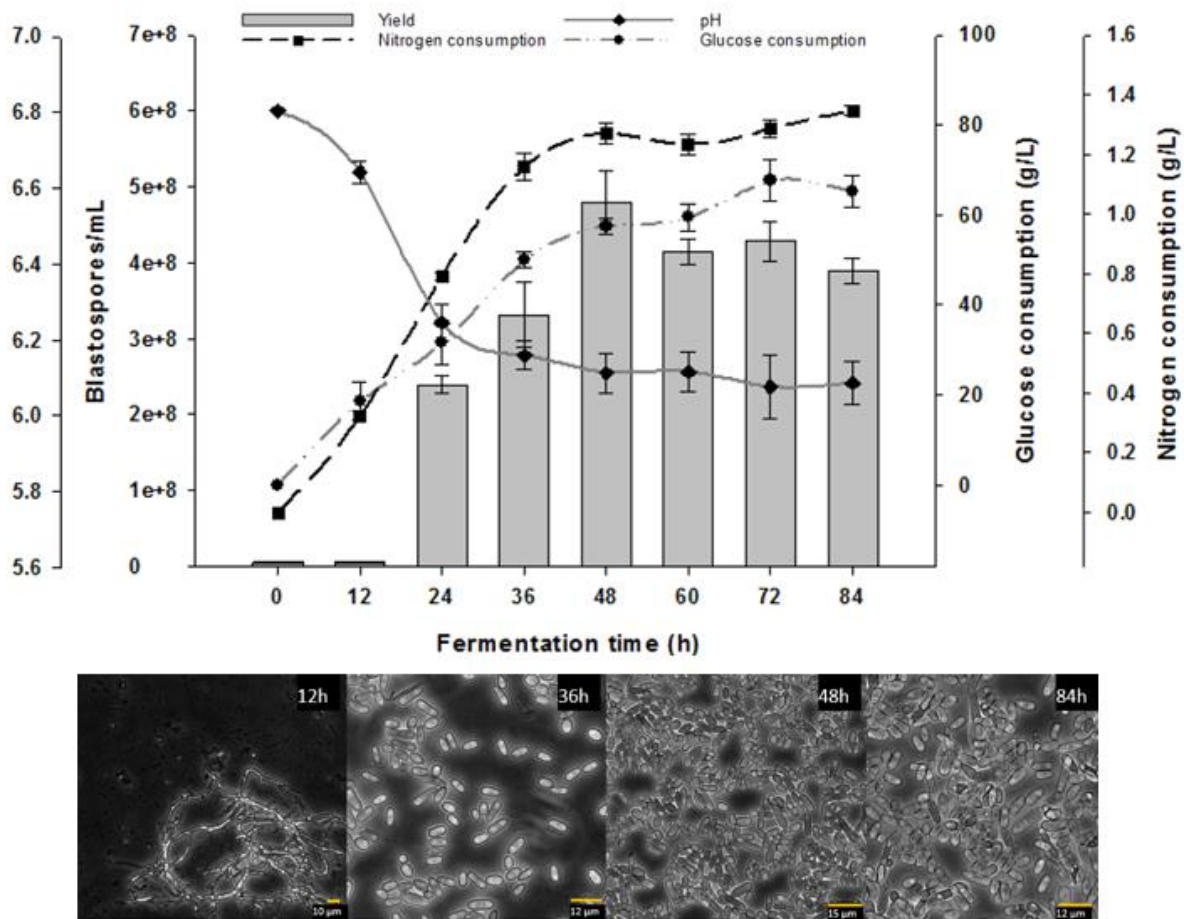 Yield
pH
Nitrogen consumption
Glucose consumption
7.0
6.8
6.6
6.4
6.2
6.0
5.8
5.6
Blastospores/mL
7e+8
6e+8
5e+8
4e+8
3e+8
2e+8
1e+8
0
100
80
60
40
20
0
Glucose consumption (g/L)
1.6
1.4
1.2
1.0
0.8
0.6
0.4
0.2
0.0
Nitrogen consumption (g/L)
0 12 24 36 48 60 72 84
Fermentation time (h)
12h
36h
48h
84h
10 µm
12 µm
15 µm
12 µm